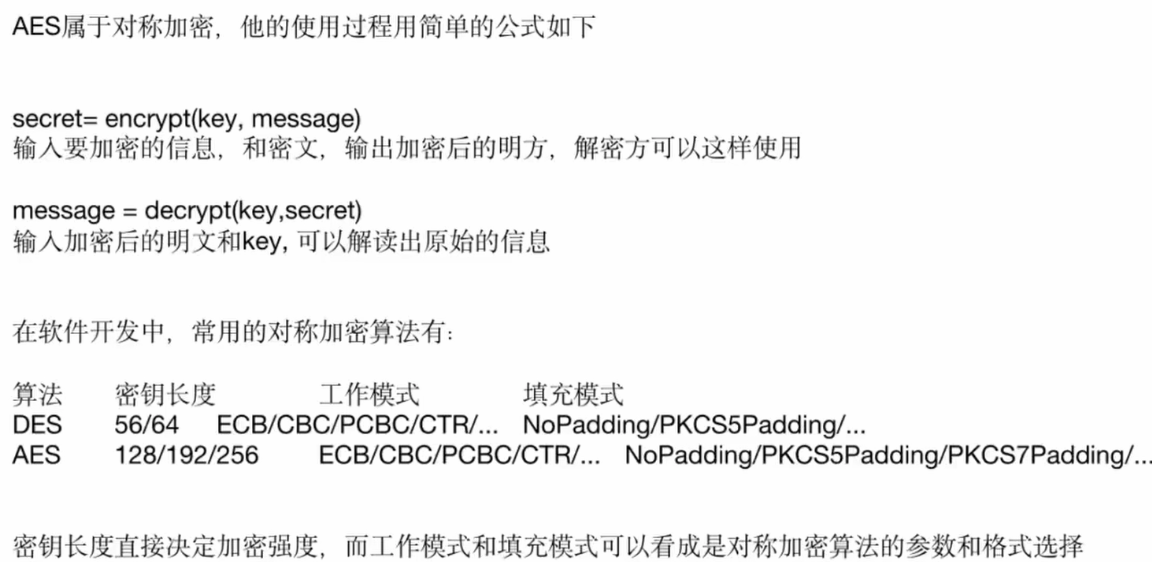 AES属于对称加密，他的使用过程用简单的公式如下
secret= encrypt(key, message)
输入要加密的信息，和密文，输出加密后的明方，解密方可以这样使用
message = decrypt(key,secret)
输入加密后的明文和key, 可以解读出原始的信息
在软件开发中，常用的对称加密算法有：
算法 密钥长度 工作模式 填充模式
DES 56/64 ECB/CBC/PCBC/CTR/... NoPadding/PKCS5Padding/...
AES 128/192/256 ECB/CBC/PCBC/CTR/... NoPadding/PKCS5Padding/PKCS7Padding/...
密钥长度直接决定加密强度，而工作模式和填充模式可以看成是对称加密算法的参数和格式选择